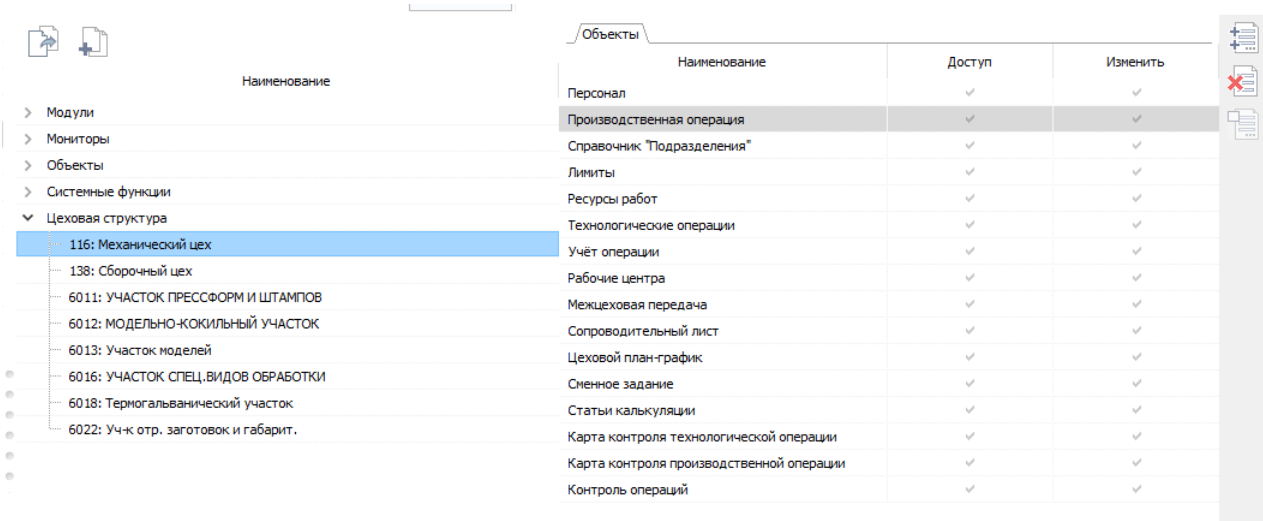 Наименование
Модули
Мониторы
Объекты
Системные функции
Цеховая структура
116: Механический цех
138: Сборочный цех
6011: УЧАСТОК ПРЕССФОРМ И ШТАМПОВ
6012: МОДЕЛЬНО-КОКИЛЬНЫЙ УЧАСТОК
6013: Участок моделей
6016: УЧАСТОК СПЕЦ.ВИДОВ ОБРАБОТКИ
6018: Термогальванический участок
6022: Уч-к отр. заготовок и габарит.
Объекты
Наименование Доступ Изменить
Персонал
Производственная операция
Справочник "Подразделения"
Лимиты
Ресурсы работ
Технологические операции
Учёт операции
Рабочие центра
Межцеховая передача
Сопроводительный лист
Цеховой план-график
Сменное задание
Статьи калькуляции
Карта контроля технологической операции
Карта контроля производственной операции
Контроль операций